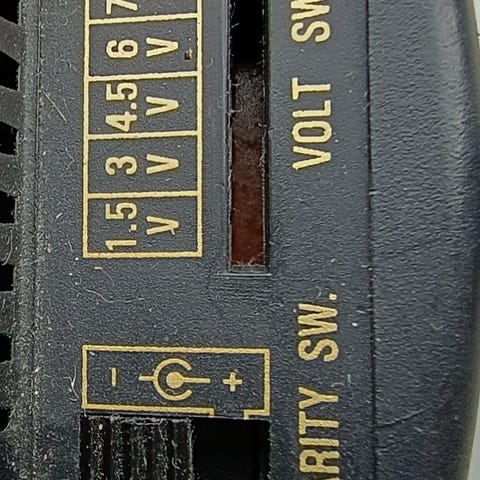 1.5 V
3 V
4.5 V
6 V
VOLT SW
ARITY SW.
- +